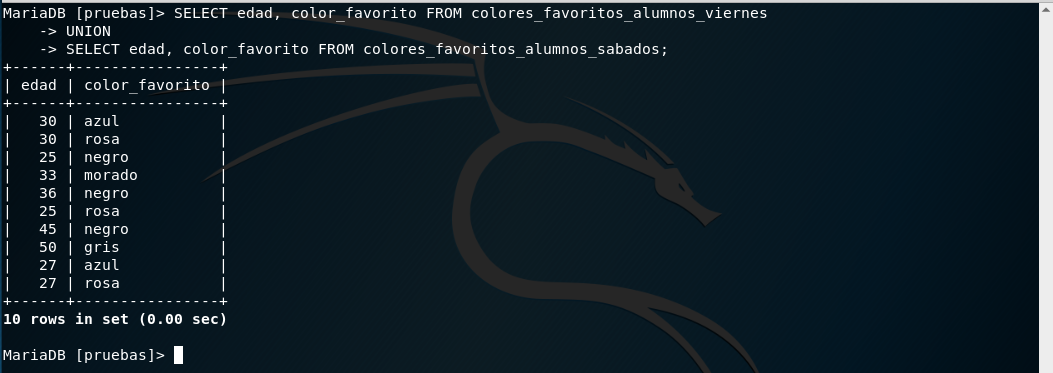 MariaDB [pruebas]> SELECT edad, color_favorito FROM colores_favoritos_alumnos_viernes
    -> UNION
    -> SELECT edad, color_favorito FROM colores_favoritos_alumnos_sabados;
+------+----------------+
| edad | color_favorito |
+------+----------------+
|   30 | azul           |
|   30 | rosa           |
|   25 | negro          |
|   33 | morado         |
|   36 | negro          |
|   25 | rosa           |
|   45 | negro          |
|   50 | gris           |
|   27 | azul           |
|   27 | rosa           |
+------+----------------+
10 rows in set (0.00 sec)
MariaDB [pruebas]>